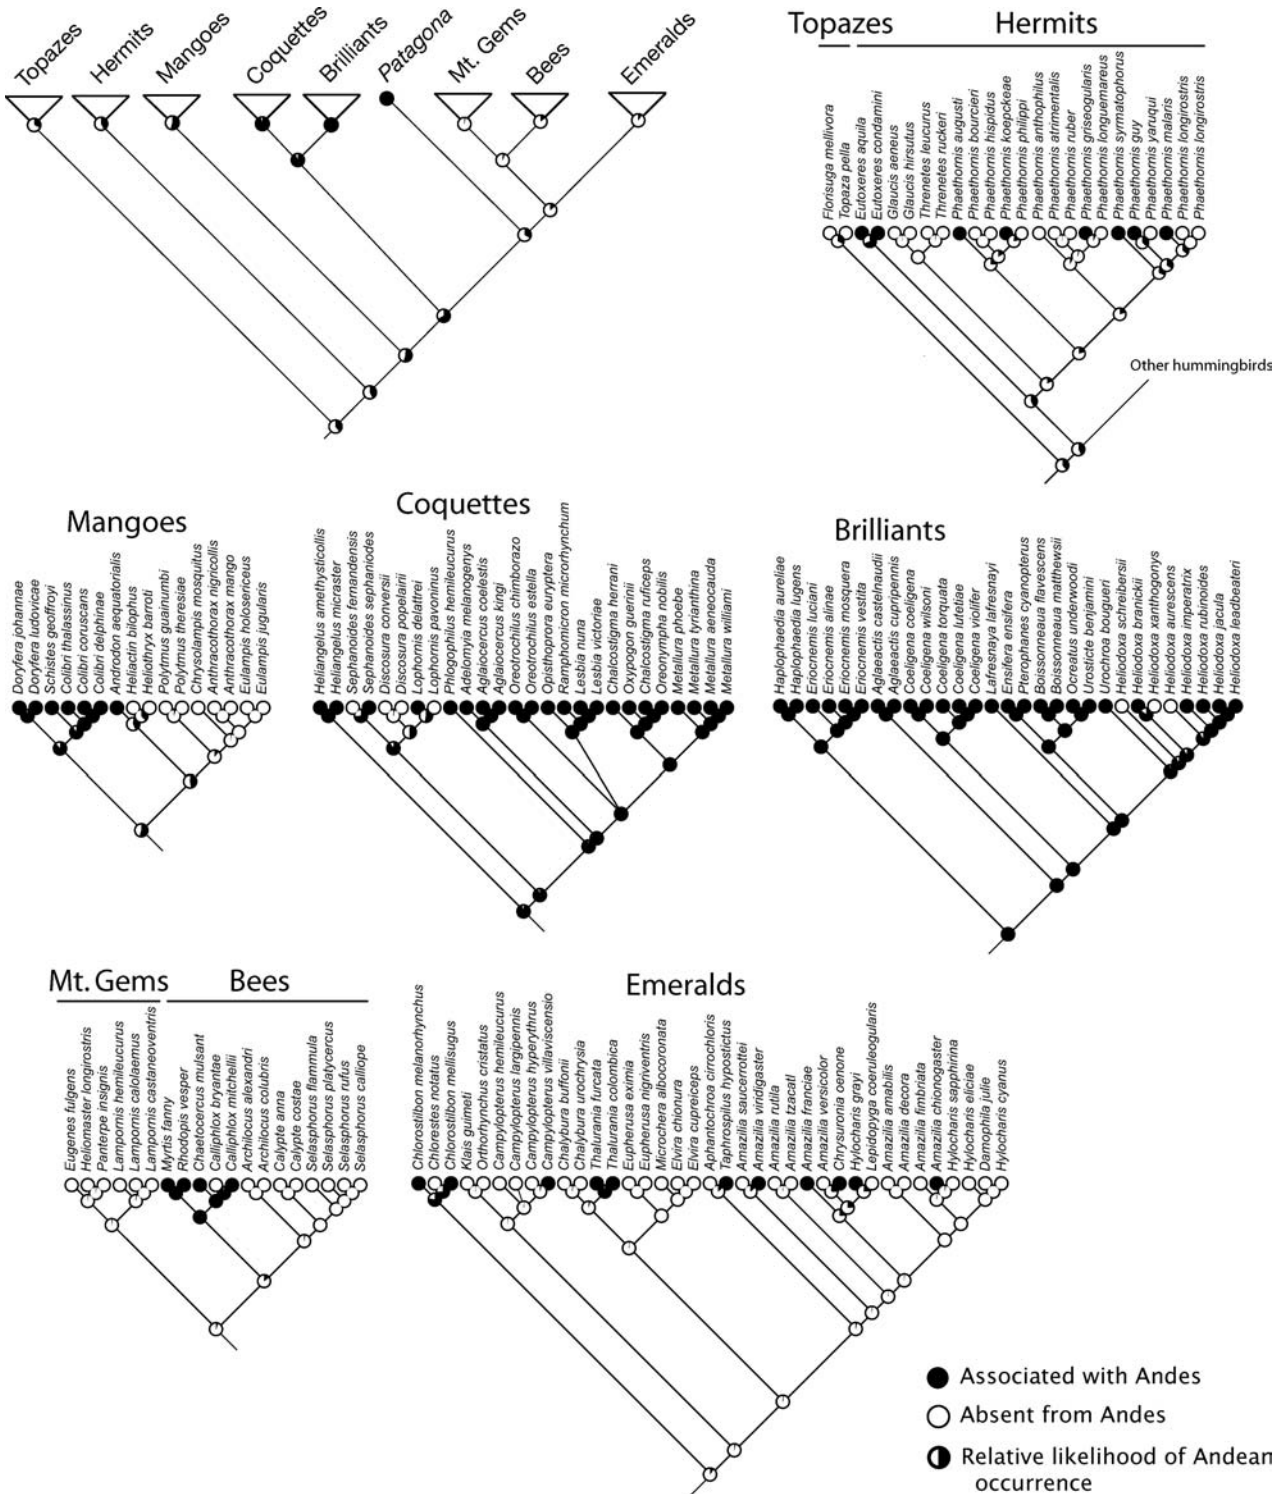 Topazes
Hermits
Mangoes
Coquettes
Brilliants
Patagona
Mt. Gems
Bees
Emeralds
Topazes
Hermits
Florisuga mellivora
Topaza pella
Eutoxeres aquila
Eutoxeres condamini
Glaucis aeneus
Glaucis hirsutus
Threnetes leucurus
Threnetes ruckeri
Phaethornis augusti
Phaethornis bourcieri
Phaethornis hispidus
Phaethornis koepckeae
Phaethornis philippi
Phaethornis anthophilus
Phaethornis atrimentalis
Phaethornis ruber
Phaethornis griseogularis
Phaethornis longuemareus
Phaethornis syrmatophorus
Phaethornis guy
Phaethornis yaruqui
Phaethornis malaris
Phaethornis longirostris
Phaethornis longirostris
Other hummingbirds
Mangoes
Doryfera johannae
Doryfera ludovicae
Schistes geoffroyi
Colibri thalassinus
Colibri coruscans
Colibri delphinae
Androdon aequatorialis
Heliactin bilophus
Heliothryx barroti
Polytmus guainumbi
Polytmus theresiae
Chrysolampis mosquitus
Anthracothorax nigricollis
Anthracothorax mango
Eulampis holosericeus
Eulampis jugularis
Coquettes
Heliangelus amethysticollis
Heliangelus micraster
Sephanoides fernandensis
Sephanoides sephaniodes
Discosura conversii
Discosura popelairii
Lophornis delattrei
Lophornis pavoninus
Phlogophilus hemileucurus
Adelomyia melanogenys
Aglaiocercus coelestis
Aglaiocercus kingi
Oreotrochilus chimborazo
Oreotrochilus estella
Opisthoprora euryptera
Ramphomicron microrhynchum
Lesbia nuna
Lesbia victoriae
Chalcostigma herrani
Oxypogon guerinii
Chalcostigma ruficeps
Oreonympha nobilis
Metallura phoebe
Metallura tyrianthina
Metallura aeneocauda
Metallura williami
Brilliants
Haplophaedia aureliae
Haplophaedia lugens
Eriocnemis luciani
Eriocnemis alinae
Eriocnemis mosquera
Eriocnemis vestita
Aglaeactis castelnaudii
Aglaeactis cupripennis
Coeligena coeligena
Coeligena wilsoni
Coeligena torquata
Coeligena lutetiae
Coeligena violifer
Lafresnaya lafresnayi
Ensifera ensifera
Pterophanes cyanopterus
Boissonneaua flavescens
Boissonneaua matthewsii
Ocreatus underwoodi
Urosticte benjamini
Urochroa bougueri
Heliodoxa schreibersii
Heliodoxa branickii
Heliodoxa xanthogonys
Heliodoxa aurescens
Heliodoxa imperatrix
Heliodoxa rubinoides
Heliodoxa jacula
Heliodoxa leadbeateri
Mt. Gems
Bees
Eugenes fulgens
Heliomaster longirostris
Panterpe insignis
Lampornis hemileucurus
Lampornis calolaemus
Lampornis castaneoventris
Myrtis fanny
Rhodopis vesper
Chaetocercus mulsant
Calliphlox bryantae
Calliphlox mitchellii
Archilocus alexandri
Archilocus colubris
Calypte anna
Calypte costae
Selasphorus flammula
Selasphorus platycercus
Selasphorus rufus
Selasphorus calliope
Emeralds
Chlorostilbon melanorhynchus
Chlorestes notatus
Chlorostilbon mellisugus
Klais guimeti
Orthorhyncus cristatus
Campylopterus hemileucurus
Campylopterus largipennis
Campylopterus hyperythrus
Campylopterus villaviscensio
Chalybura buffonii
Chalybura urochrysia
Thalurania furcata
Thalurania colombica
Eupherusa eximia
Eupherusa nigriventris
Microchera albocoronata
Elvira chionura
Elvira cupreiceps
Aphantochroa cirrochloris
Taphrospilus hypostictus
Amazilia saucerrottei
Amazilia viridigaster
Amazilia rutila
Amazilia tzacatl
Amazilia franciae
Amazilia versicolor
Chrysuronia oenone
Hylocharis grayi
Lepidopyga coeruleogularis
Amazilia amabilis
Amazilia decora
Amazilia fimbriata
Amazilia chionogaster
Hylocharis sapphirina
Hylocharis eliciae
Damophila julie
Hylocharis cyanus
Associated with Andes
Absent from Andes
Relative likelihood of Andean
occurrence